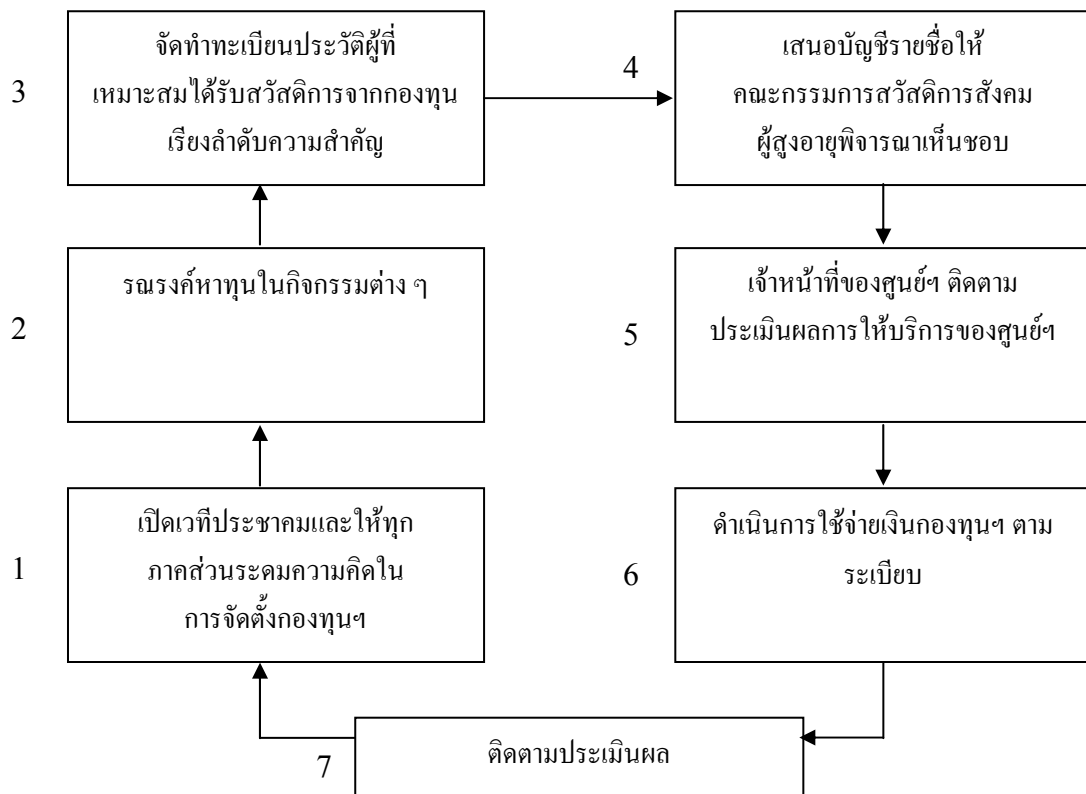 3
จัดทำทะเบียนประวัติผู้ที่
เหมาะสมได้รับสวัสดิการจากกองทุน
เรียงลำดับความสำคัญ
4
เสนอบัญชีรายชื่อให้
คณะกรรมการสวัสดิการสังคม
ผู้สูงอายุพิจารณาเห็นชอบ
2
รณรงค์หาทุนในกิจกรรมต่าง ๆ
5
เจ้าหน้าที่ของศูนย์ฯ ติดตาม
ประเมินผลการให้บริการของศูนย์ฯ
1
เปิดเวทีประชาคมและให้ทุก
ภาคส่วนระดมความคิดใน
การจัดตั้งกองทุนฯ
6
ดำเนินการใช้จ่ายเงินกองทุนฯ ตาม
ระเบียบ
7
ติดตามประเมินผล